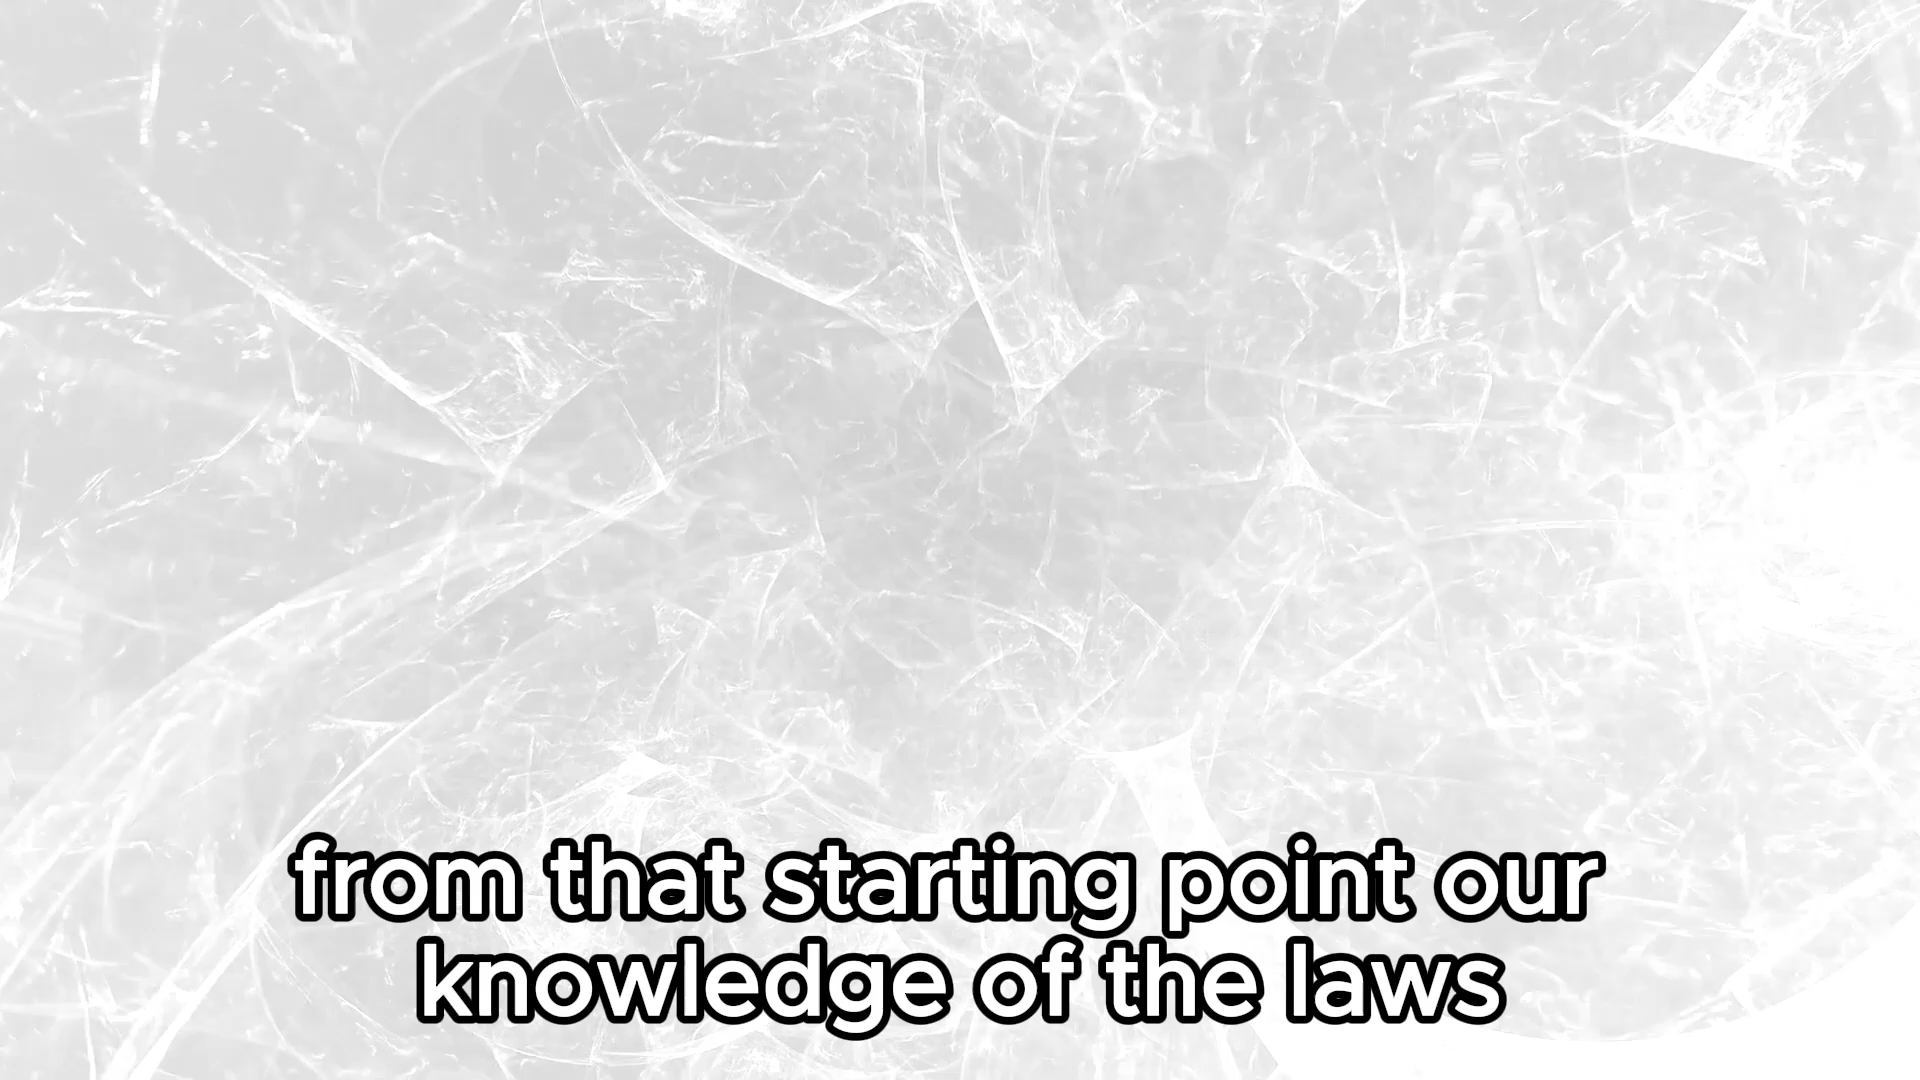 from that starting point our
knowledge of the laws